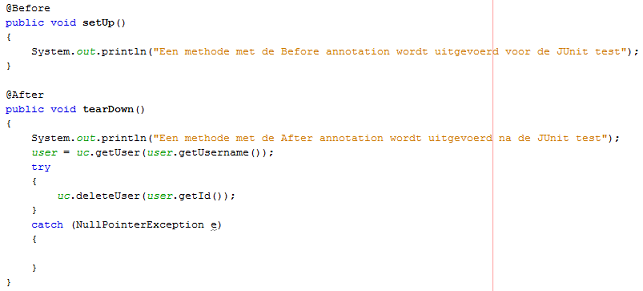 @Before
public void setUp()
{
    System.out.println("Een methode met de Before annotation wordt uitgevoerd voor de JUnit test");
}
@After
public void tearDown()
{
    System.out.println("Een methode met de After annotation wordt uitgevoerd na de JUnit test");
    user = uc.getUser(user.getUsername());
    try
    {
        uc.deleteUser(user.getId());
    }
    catch (NullPointerException e)
    {
    }
}